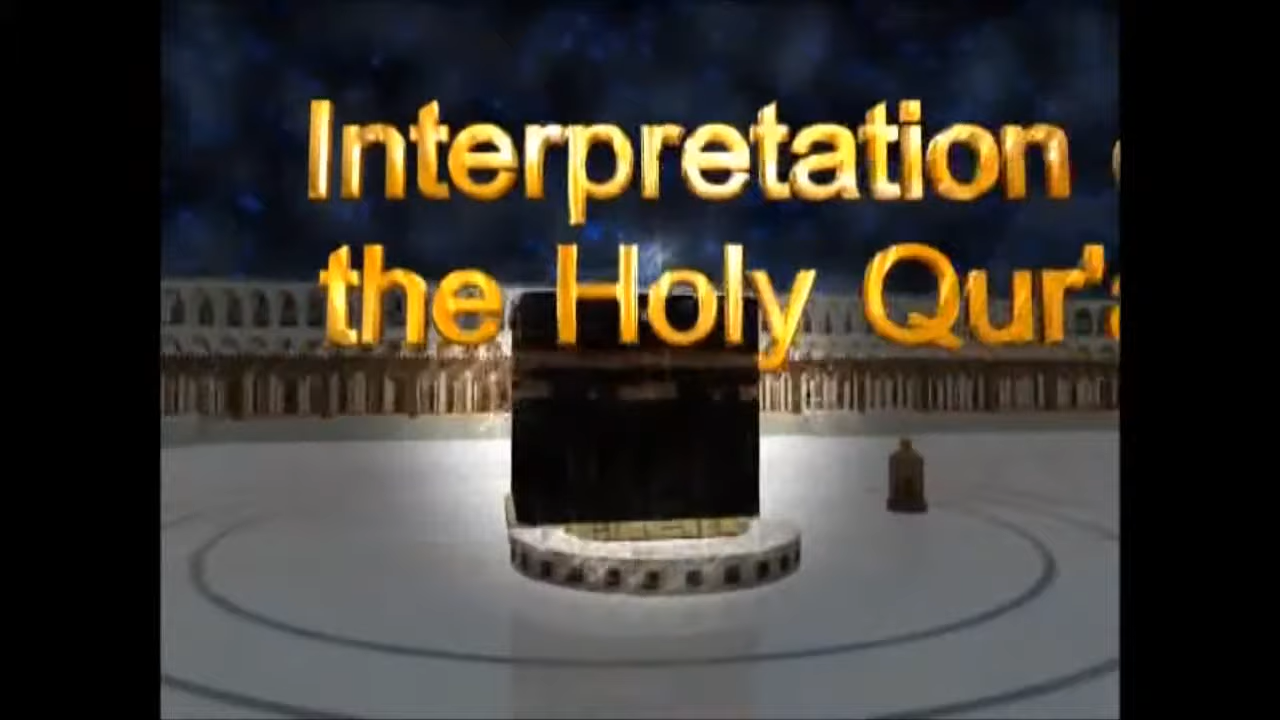 Interpretation
the Holy Qur'a